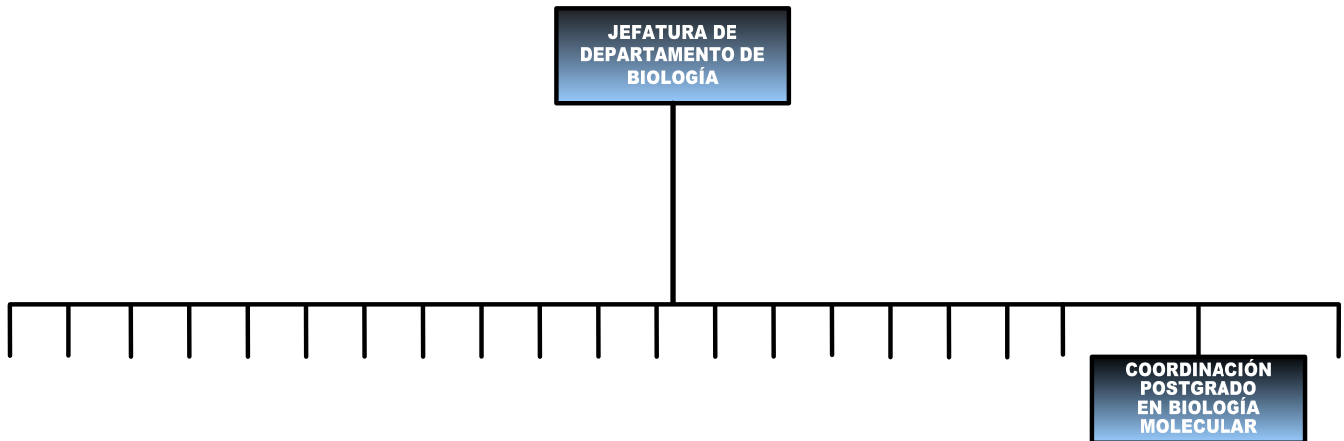 JEFATURA DE
DEPARTAMENTO DE
BIOLOGÍA
COORDINACIÓN
POSTGRADO
EN BIOLOGÍA
MOLECULAR